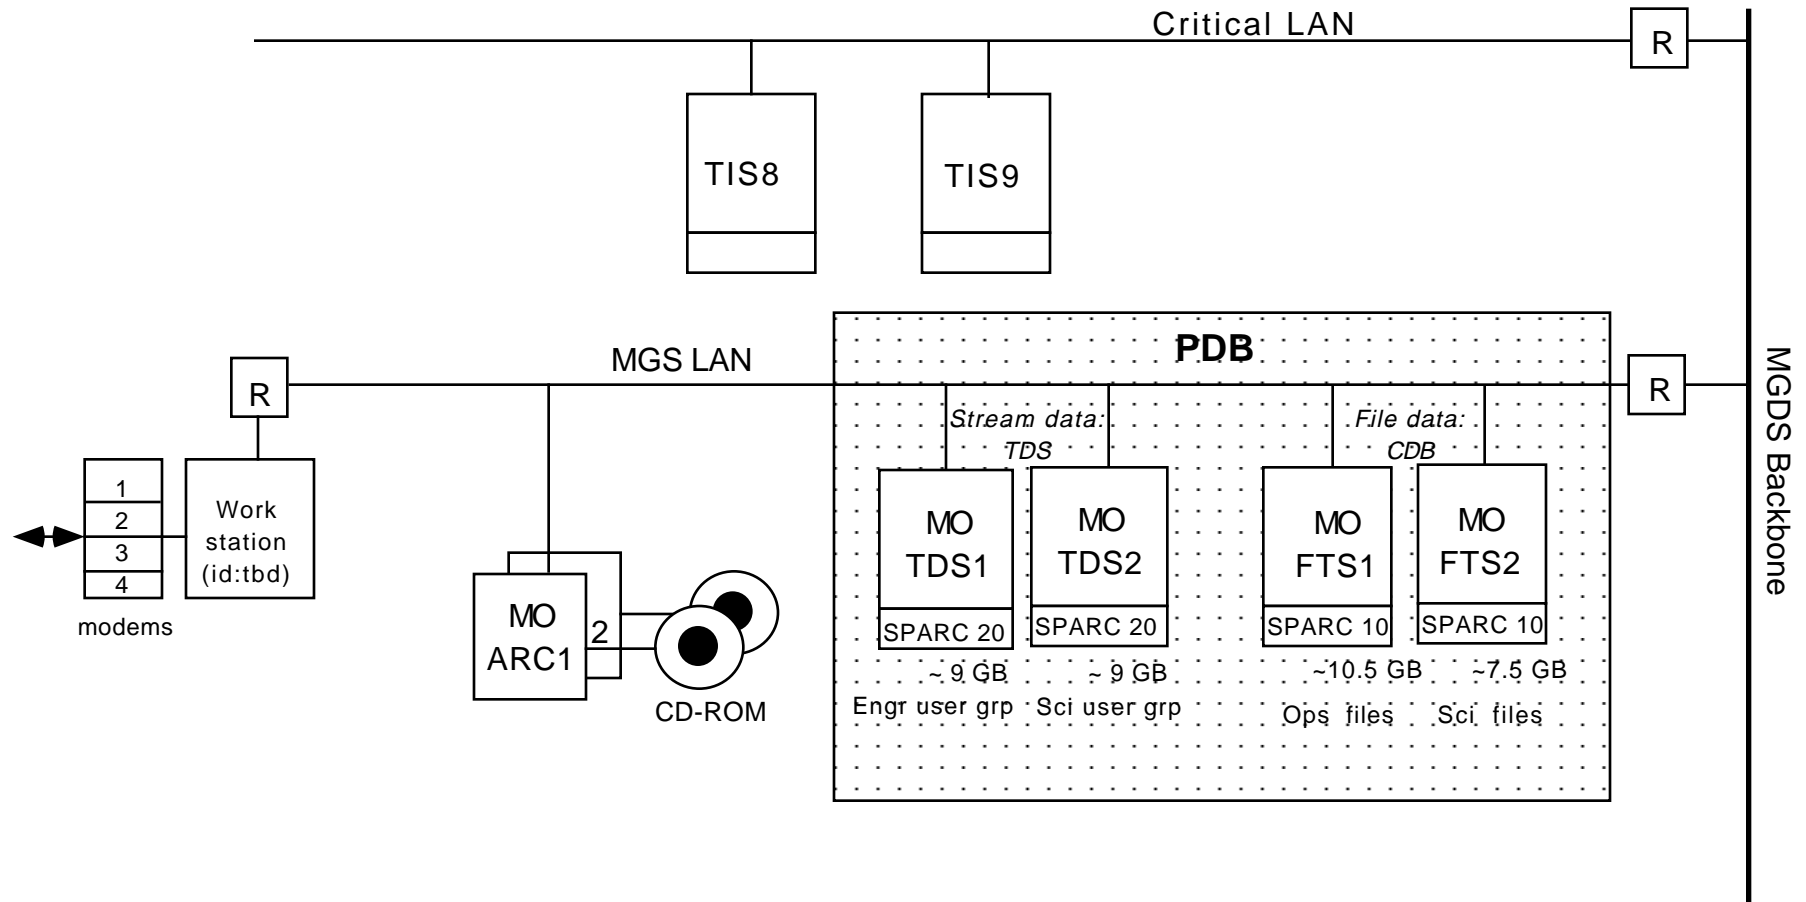 Critical LAN
R
TIS8
TIS9
PDB
MGS LAN
R
R
MGDS Backbone
Stream data:
TDS
File data:
CDB
1
2
3
4
modems
Work
station
(id:tbd)
MO
ARC1
2
CD-ROM
MO
TDS1
SPARC 20
~ 9 GB
Engr user grp
MO
TDS2
SPARC 20
~ 9 GB
Sci user grp
MO
FTS1
SPARC 10
~10.5 GB
Ops files
MO
FTS2
SPARC 10
~7.5 GB
Sci files